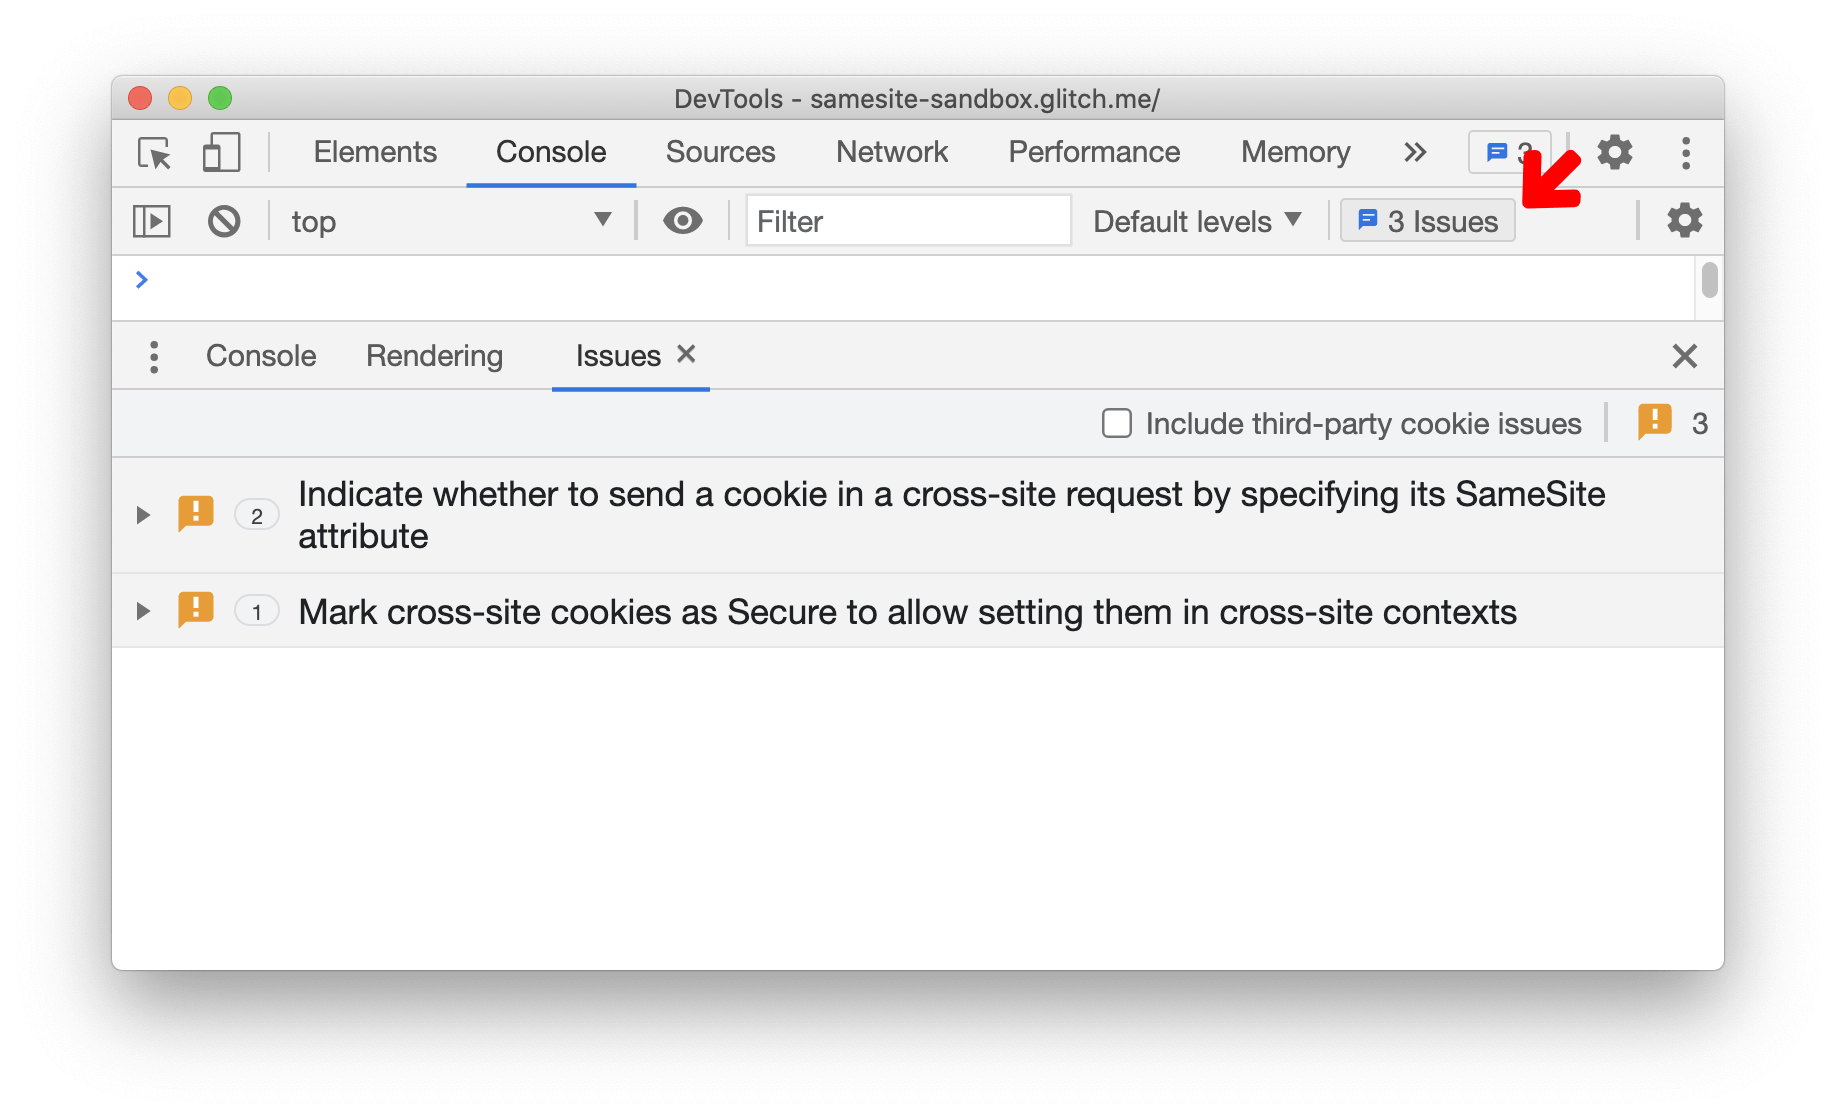 DevTools - samesite-sandbox.glitch.me/
Elements Console Sources Network Performance Memory 3
top Filter Default levels 3 Issues
Console Rendering Issues
Include third-party cookie issues 3
2 Indicate whether to send a cookie in a cross-site request by specifying its SameSite
attribute
1 Mark cross-site cookies as Secure to allow setting them in cross-site contexts